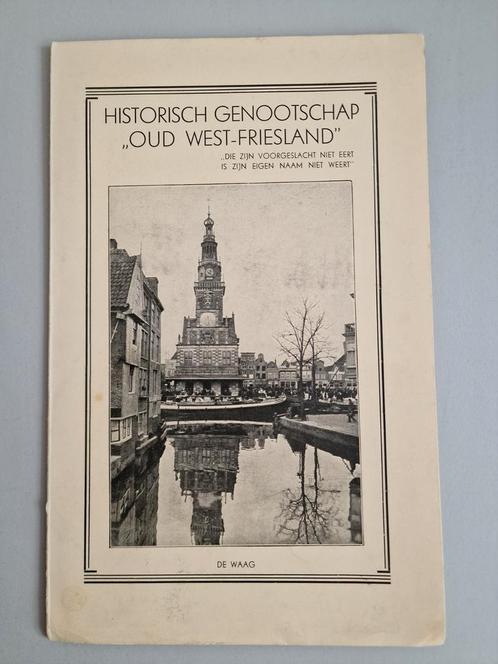 HISTORISCH GENOOTSCHAP
„OUD WEST-FRIESLAND”
„DIE ZIJN VOORGESLACHT NIET EERT
IS ZIJN EIGEN NAAM NIET WEERT”
DE WAAG